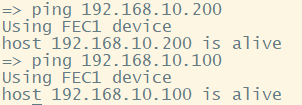 => ping 192.168.10.200
Using FEC1 device
host 192.168.10.200 is alive
=> ping 192.168.10.100
Using FEC1 device
host 192.168.10.100 is alive